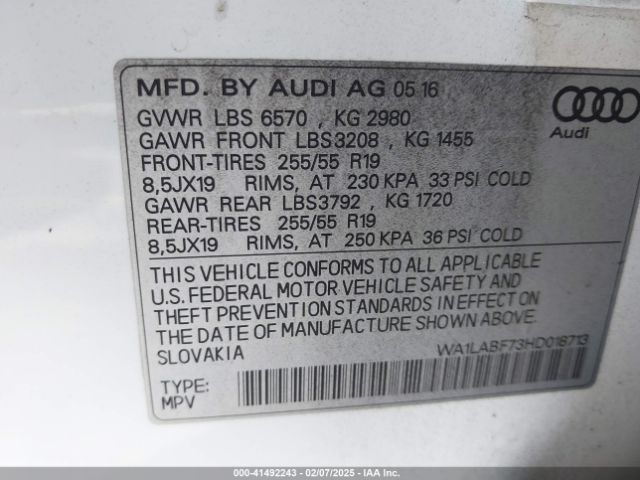 MFD. BY AUDI AG 05 16
GVWR LBS 6570 , KG 2980
GAWR FRONT LBS3208 , KG 1455
FRONT-TIRES 255/55 R19
8,5JX19 RIMS, AT 230 KPA 33 PSI COLD
GAWR REAR LBS3792 , KG 1720
REAR-TIRES 255/55 R19
8,5JX19 RIMS, AT 250 KPA 36 PSI COLD
Audi
THIS VEHICLE CONFORMS TO ALL APPLICABLE
U.S. FEDERAL MOTOR VEHICLE SAFETY AND
THEFT PREVENTION STANDARDS IN EFFECT ON
THE DATE OF MANUFACTURE SHOWN ABOVE.
SLOVAKIA
WA1LABF73HD018713
TYPE:
MPV
000-41492243 - 02/07/2025 - IAA Inc.